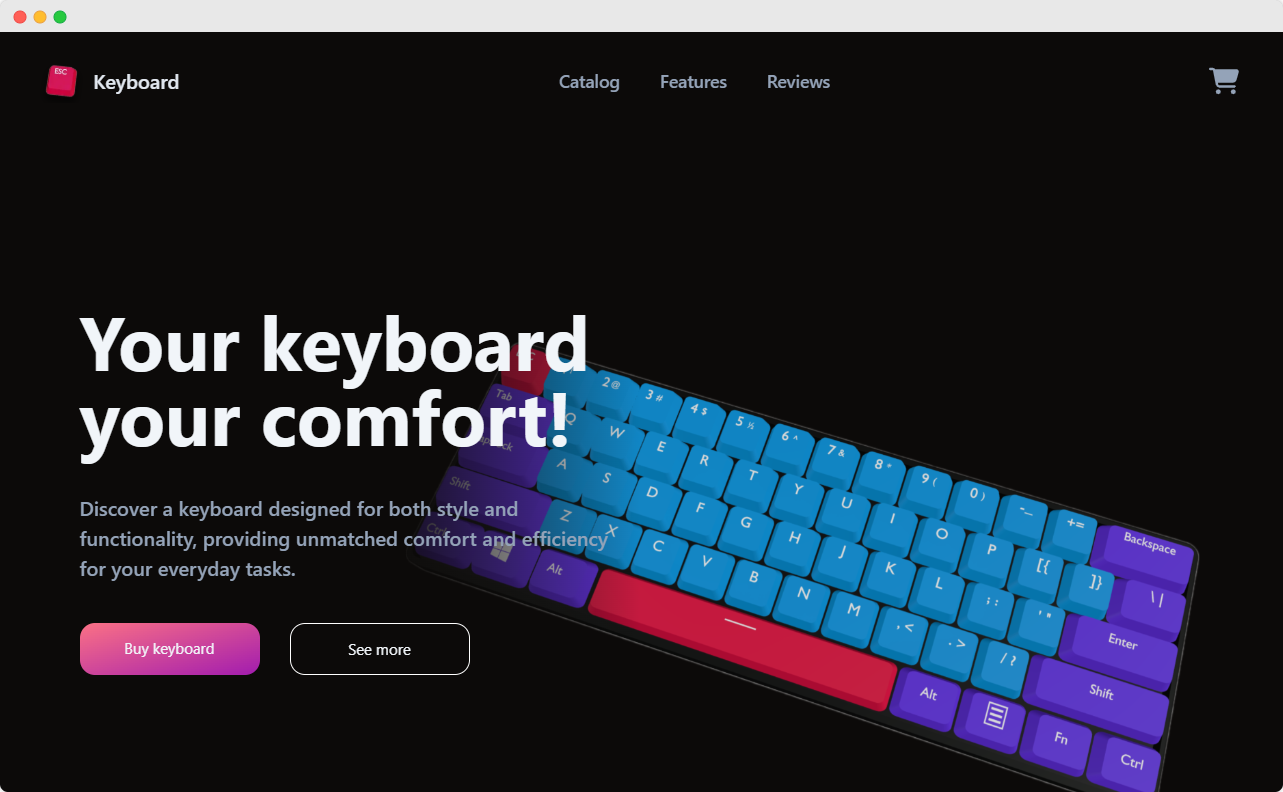 ESC
Keyboard
Catalog Features Reviews
Your keyboard
your comfort!
Discover a keyboard designed for both style and
functionality, providing unmatched comfort and efficiency
for your everyday tasks.
Buy keyboard
See more
2 @ 3 # 4 $ 5 ½ 6 ^ 7 & 8 * 9 ( 0 ) -_ += Backspace
Tab Q W E R T Y U I O P [{ ]} \ |
A S D F G H J K L ; : ' " Enter
Shift Z X C V B N M , < . > / ? Shift
Ctrl Alt Alt Fn Ctrl